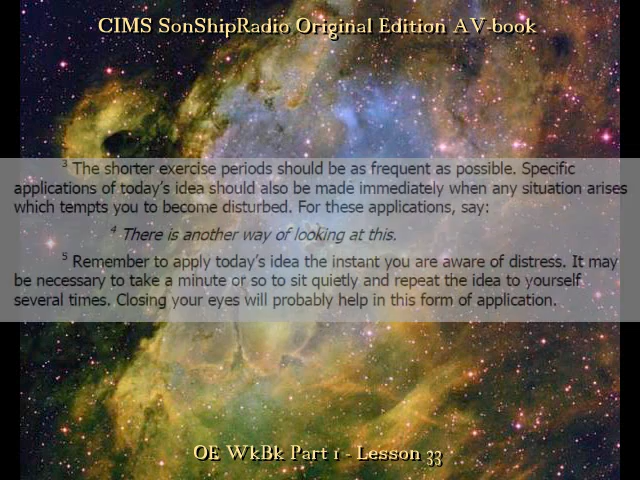 CIMS SonShipRadio Original Edition AV-book
3 The shorter exercise periods should be as frequent as possible. Specific
applications of today's idea should also be made immediately when any situation arises
which tempts you to become disturbed. For these applications, say:
4 There is another way of looking at this.
5 Remember to apply today's idea the instant you are aware of distress. It may
be necessary to take a minute or so to sit quietly and repeat the idea to yourself
several times. Closing your eyes will probably help in this form of application.
OE WkBk Part 1 - Lesson 33